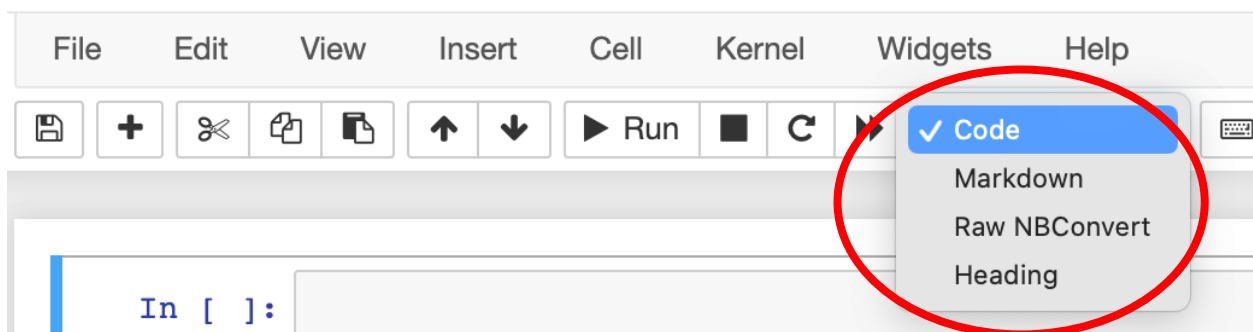 File Edit View Insert Cell Kernel Widgets Help
Run ✓ Code
Markdown
Raw NBConvert
Heading
In [ ]: